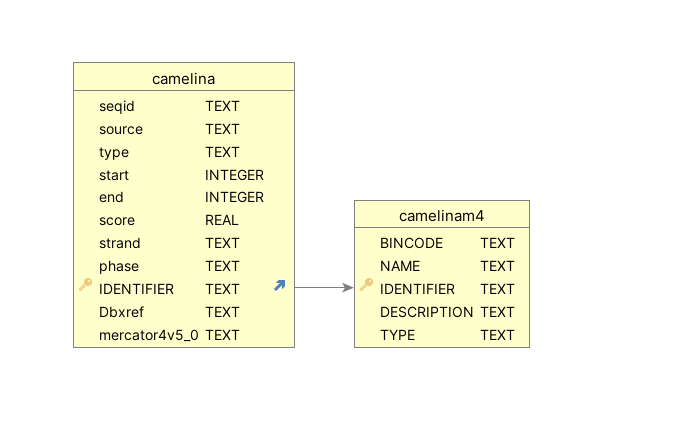 camelina
seqid TEXT
source TEXT
type TEXT
start INTEGER
end INTEGER
score REAL
strand TEXT
phase TEXT
IDENTIFIER TEXT
Dbxref TEXT
mercator4v5_0 TEXT
camelinam4
BINCODE TEXT
NAME TEXT
IDENTIFIER TEXT
DESCRIPTION TEXT
TYPE TEXT